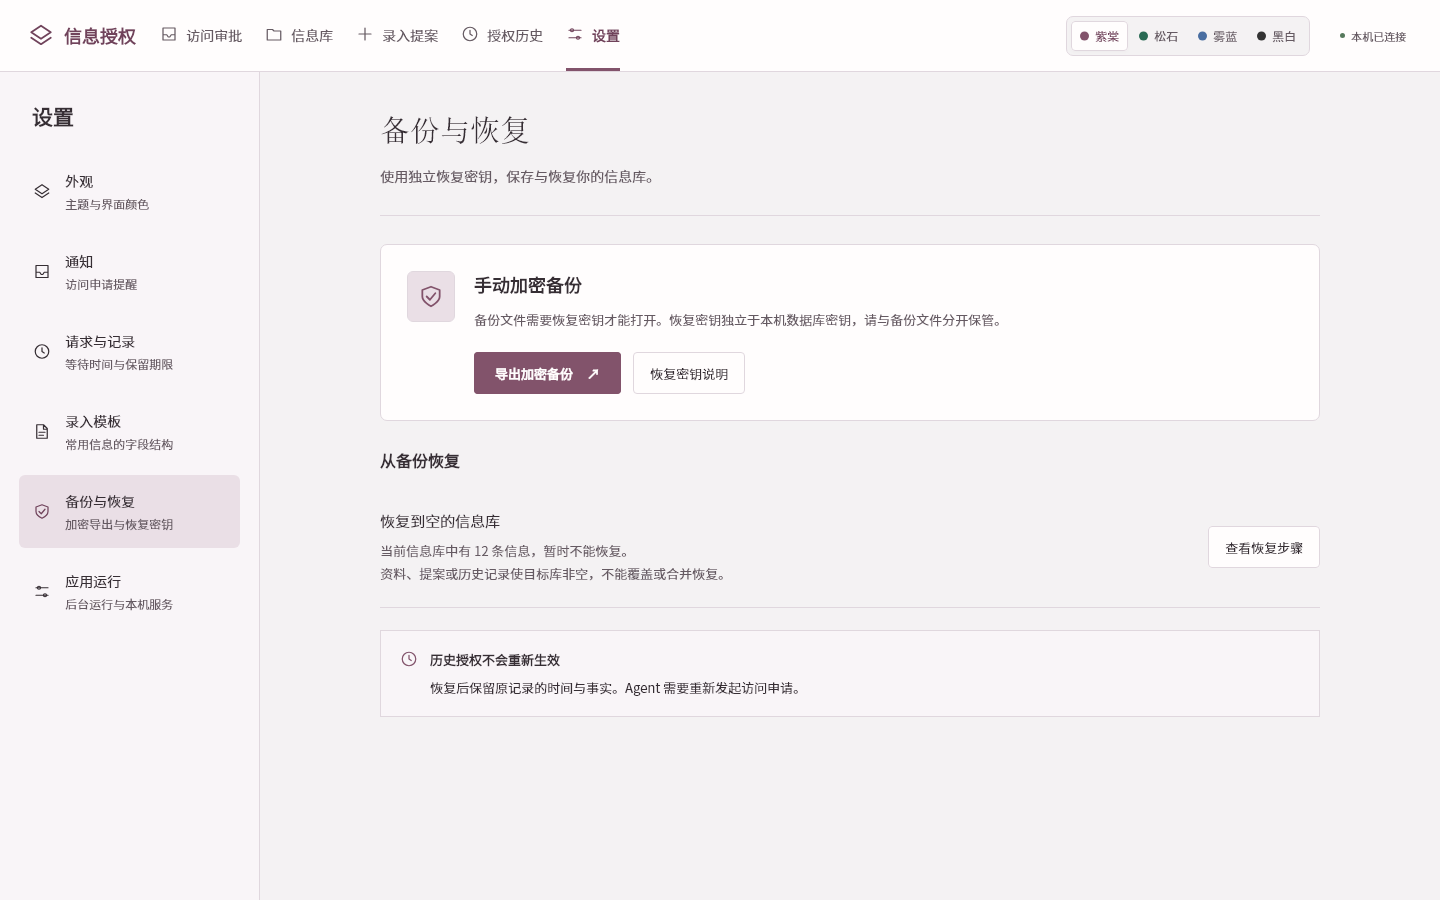 信息授权
访问审批
信息库
录入提案
授权历史
设置
紫棠
松石
雾蓝
黑白
本机已连接
设置
外观
主题与界面颜色
通知
访问申请提醒
请求与记录
等待时间与保留期限
录入模板
常用信息的字段结构
备份与恢复
加密导出与恢复密钥
应用运行
后台运行与本机服务
备份与恢复
使用独立恢复密钥，保存与恢复你的信息库。
手动加密备份
备份文件需要恢复密钥才能打开。恢复密钥独立于本机数据库密钥，请与备份文件分开保管。
导出加密备份 ↗
恢复密钥说明
从备份恢复
恢复到空的信息库
当前信息库中有 12 条信息，暂时不能恢复。
资料、提案或历史记录使目标库非空，不能覆盖或合并恢复。
查看恢复步骤
历史授权不会重新生效
恢复后保留原记录的时间与事实。Agent 需要重新发起访问申请。